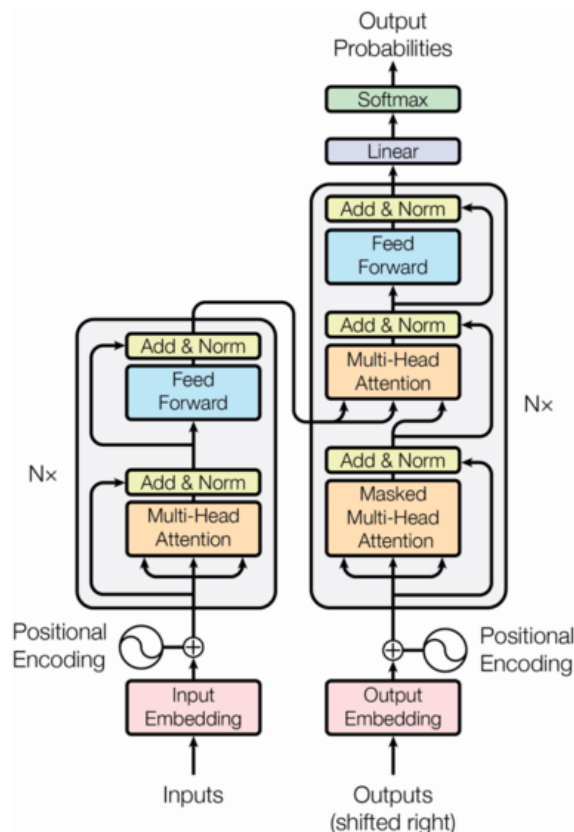 Output
Probabilities
Softmax
Linear
Add & Norm
Feed
Forward
Add & Norm
Multi-Head
Attention
Add & Norm
Masked
Multi-Head
Attention
Nx
Add & Norm
Feed
Forward
Add & Norm
Multi-Head
Attention
Nx
Positional
Encoding
Positional
Encoding
Input
Embedding
Output
Embedding
Inputs
Outputs
(shifted right)